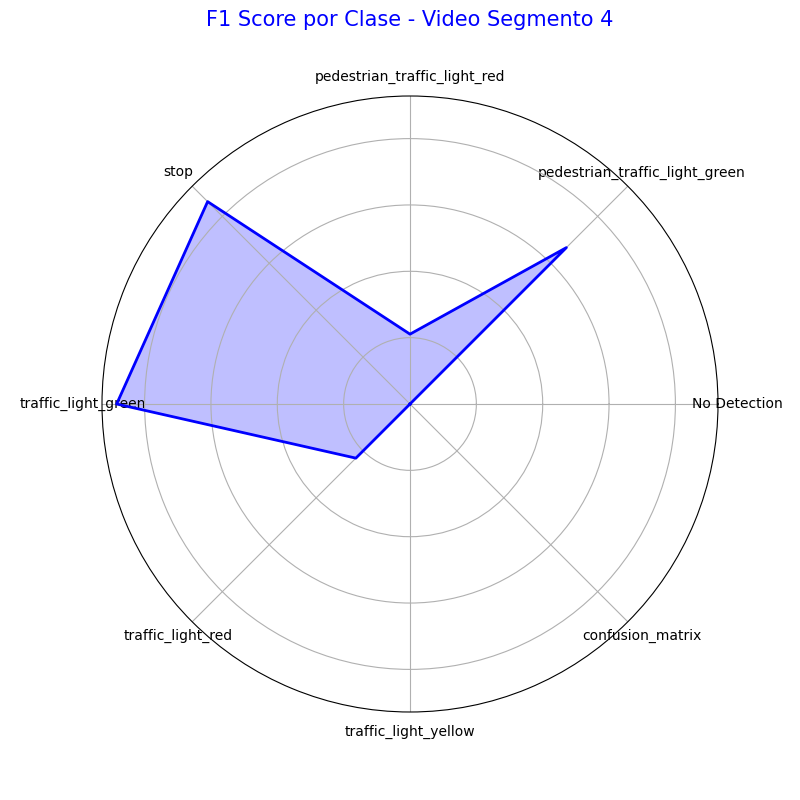 F1 Score por Clase - Video Segmento 4
pedestrian_traffic_light_red
stop
pedestrian_traffic_light_green
traffic_light_green
No Detection
traffic_light_red
confusion_matrix
traffic_light_yellow